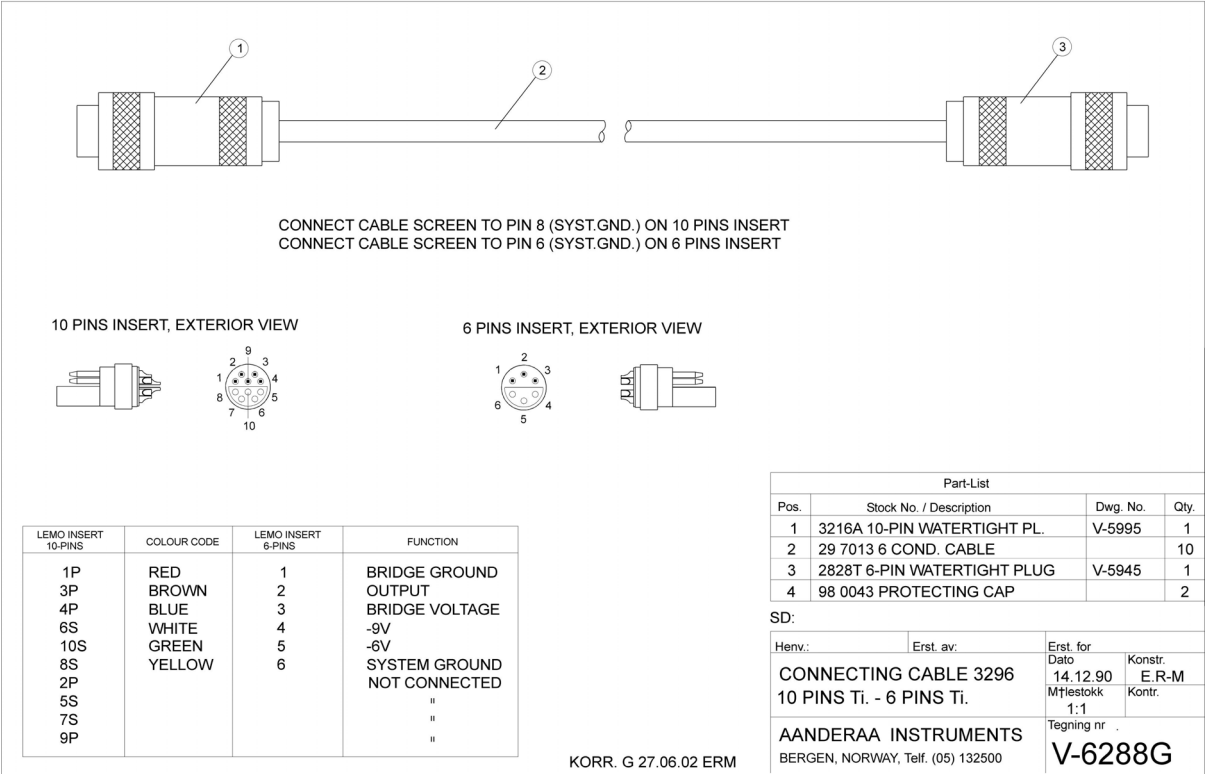 1
2
3
CONNECT CABLE SCREEN TO PIN 8 (SYST.GND.) ON 10 PINS INSERT
CONNECT CABLE SCREEN TO PIN 6 (SYST.GND.) ON 6 PINS INSERT
10 PINS INSERT, EXTERIOR VIEW
9
2 3
1 4
8 5
7 6
10
6 PINS INSERT, EXTERIOR VIEW
2
1 3
6 4
5
LEMO INSERT 10-PINS COLOUR CODE LEMO INSERT 6-PINS FUNCTION
1P RED 1 BRIDGE GROUND
3P BROWN 2 OUTPUT
4P BLUE 3 BRIDGE VOLTAGE
6S WHITE 4 -9V
10S GREEN 5 -6V
8S YELLOW 6 SYSTEM GROUND
2P NOT CONNECTED
5S "
7S "
9P "
KORR. G 27.06.02 ERM
Part-List
Pos. Stock No. / Description Dwg. No. Qty.
1 3216A 10-PIN WATERTIGHT PL. V-5995 1
2 29 7013 6 COND. CABLE 10
3 2828T 6-PIN WATERTIGHT PLUG V-5945 1
4 98 0043 PROTECTING CAP 2
SD:
Henv.: Erst. av: Erst. for
CONNECTING CABLE 3296
10 PINS Ti. - 6 PINS Ti.
Dato Konstr.
14.12.90 E.R-M
M†lestokk Kontr.
1:1
AANDERAA INSTRUMENTS
BERGEN, NORWAY, Telf. (05) 132500
Tegning nr .
V-6288G